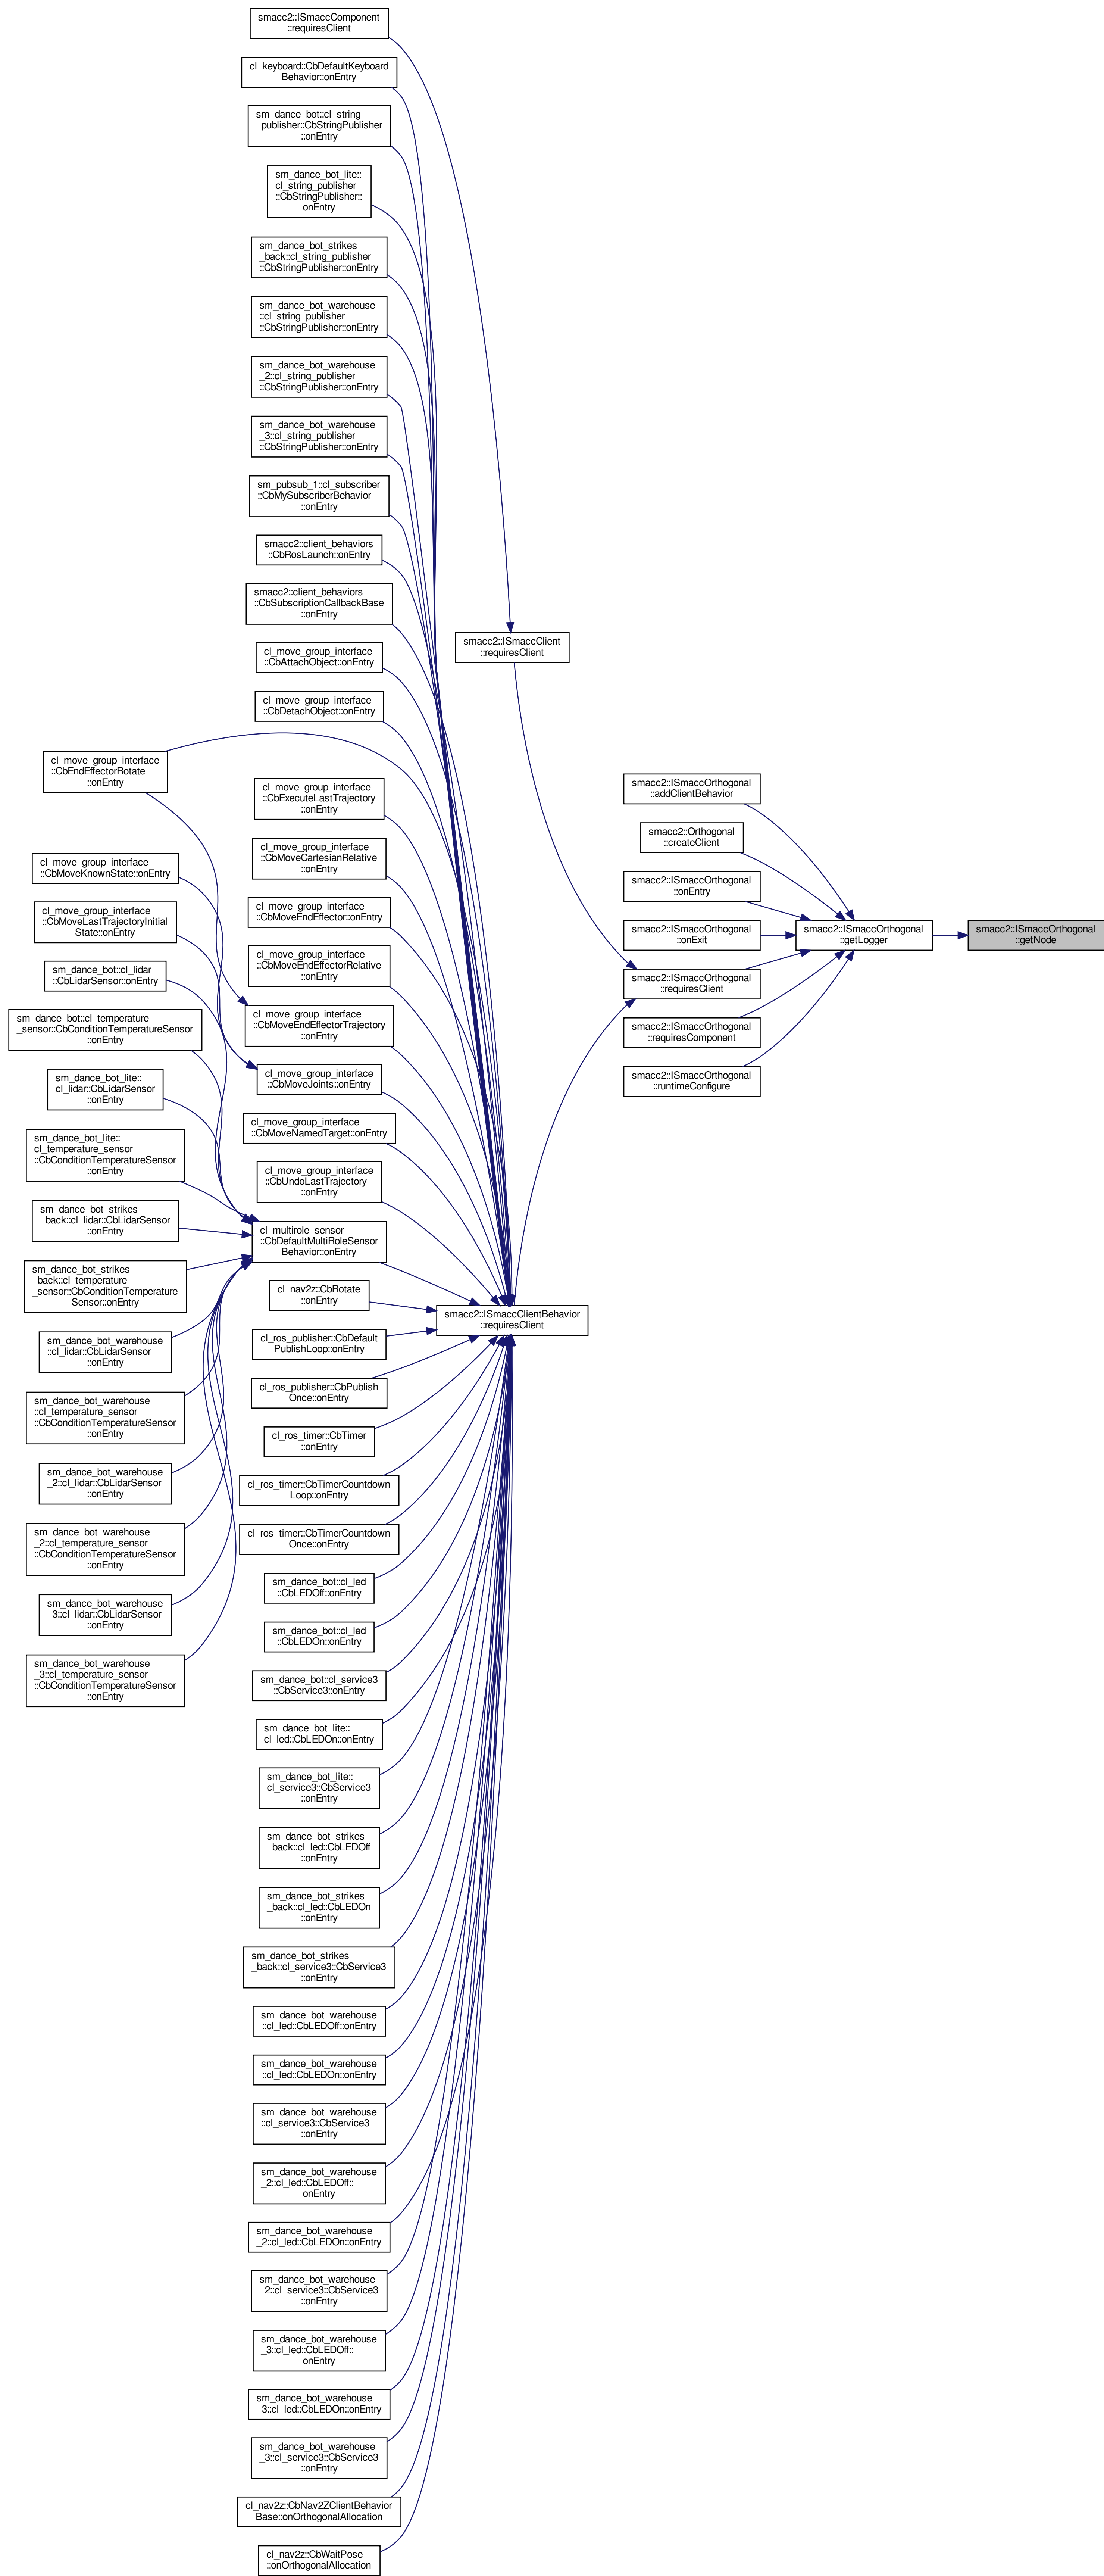 smacc2::ISmaccComponent
::requiresClient
cl_keyboard::CbDefaultKeyboard
Behavior::onEntry
sm_dance_bot::cl_string
_publisher::CbStringPublisher
::onEntry
sm_dance_bot_lite::
cl_string_publisher
::CbStringPublisher::
onEntry
sm_dance_bot_strikes
_back::cl_string_publisher
::CbStringPublisher::onEntry
sm_dance_bot_warehouse
::cl_string_publisher
::CbStringPublisher::onEntry
sm_dance_bot_warehouse
_2::cl_string_publisher
::CbStringPublisher::onEntry
sm_dance_bot_warehouse
_3::cl_string_publisher
::CbStringPublisher::onEntry
sm_pubsub_1::cl_subscriber
::CbMySubscriberBehavior
::onEntry
smacc2::client_behaviors
::CbRosLaunch::onEntry
smacc2::client_behaviors
::CbSubscriptionCallbackBase
::onEntry
cl_move_group_interface
::CbAttachObject::onEntry
cl_move_group_interface
::CbDetachObject::onEntry
cl_move_group_interface
::CbEndEffectorRotate
::onEntry
cl_move_group_interface
::CbExecuteLastTrajectory
::onEntry
cl_move_group_interface
::CbMoveCartesianRelative
::onEntry
cl_move_group_interface
::CbMoveKnownState::onEntry
cl_move_group_interface
::CbMoveEndEffector::onEntry
cl_move_group_interface
::CbMoveLastTrajectoryInitial
State::onEntry
cl_move_group_interface
::CbMoveEndEffectorRelative
::onEntry
sm_dance_bot::cl_lidar
::CbLidarSensor::onEntry
cl_move_group_interface
::CbMoveEndEffectorTrajectory
::onEntry
sm_dance_bot::cl_temperature
_sensor::CbConditionTemperatureSensor
::onEntry
cl_move_group_interface
::CbMoveJoints::onEntry
sm_dance_bot_lite::
cl_lidar::CbLidarSensor
::onEntry
cl_move_group_interface
::CbMoveNamedTarget::onEntry
sm_dance_bot_lite::
cl_temperature_sensor
::CbConditionTemperatureSensor
::onEntry
cl_move_group_interface
::CbUndoLastTrajectory
::onEntry
sm_dance_bot_strikes
_back::cl_lidar::CbLidarSensor
::onEntry
cl_multirole_sensor
::CbDefaultMultiRoleSensor
Behavior::onEntry
sm_dance_bot_strikes
_back::cl_temperature
_sensor::CbConditionTemperature
Sensor::onEntry
cl_nav2z::CbRotate
::onEntry
sm_dance_bot_warehouse
::cl_lidar::CbLidarSensor
::onEntry
cl_ros_publisher::CbDefault
PublishLoop::onEntry
sm_dance_bot_warehouse
::cl_temperature_sensor
::CbConditionTemperatureSensor
::onEntry
cl_ros_publisher::CbPublish
Once::onEntry
sm_dance_bot_warehouse
_2::cl_lidar::CbLidarSensor
::onEntry
cl_ros_timer::CbTimer
::onEntry
cl_ros_timer::CbTimerCountdown
Loop::onEntry
sm_dance_bot_warehouse
_2::cl_temperature_sensor
::CbConditionTemperatureSensor
::onEntry
cl_ros_timer::CbTimerCountdown
Once::onEntry
sm_dance_bot_warehouse
_3::cl_lidar::CbLidarSensor
::onEntry
sm_dance_bot::cl_led
::CbLEDOff::onEntry
sm_dance_bot::cl_led
::CbLEDOn::onEntry
sm_dance_bot_warehouse
_3::cl_temperature_sensor
::CbConditionTemperatureSensor
::onEntry
sm_dance_bot::cl_service3
::CbService3::onEntry
sm_dance_bot_lite::
cl_led::CbLEDOn::onEntry
sm_dance_bot_lite::
cl_service3::CbService3
::onEntry
sm_dance_bot_strikes
_back::cl_led::CbLEDOff
::onEntry
sm_dance_bot_strikes
_back::cl_led::CbLEDOn
::onEntry
sm_dance_bot_strikes
_back::cl_service3::CbService3
::onEntry
sm_dance_bot_warehouse
::cl_led::CbLEDOff::onEntry
sm_dance_bot_warehouse
::cl_led::CbLEDOn::onEntry
sm_dance_bot_warehouse
::cl_service3::CbService3
::onEntry
sm_dance_bot_warehouse
_2::cl_led::CbLEDOff::
onEntry
sm_dance_bot_warehouse
_2::cl_led::CbLEDOn::onEntry
sm_dance_bot_warehouse
_2::cl_service3::CbService3
::onEntry
sm_dance_bot_warehouse
_3::cl_led::CbLEDOff::
onEntry
sm_dance_bot_warehouse
_3::cl_led::CbLEDOn::onEntry
sm_dance_bot_warehouse
_3::cl_service3::CbService3
::onEntry
cl_nav2z::CbNav2ZClientBehavior
Base::onOrthogonalAllocation
cl_nav2z::CbWaitPose
::onOrthogonalAllocation
smacc2::ISmaccClient
::requiresClient
smacc2::ISmaccClientBehavior
::requiresClient
smacc2::ISmaccOrthogonal
::addClientBehavior
smacc2::Orthogonal
::createClient
smacc2::ISmaccOrthogonal
::onEntry
smacc2::ISmaccOrthogonal
::onExit
smacc2::ISmaccOrthogonal
::requiresClient
smacc2::ISmaccOrthogonal
::requiresComponent
smacc2::ISmaccOrthogonal
::runtimeConfigure
smacc2::ISmaccOrthogonal
::getLogger
smacc2::ISmaccOrthogonal
::getNode